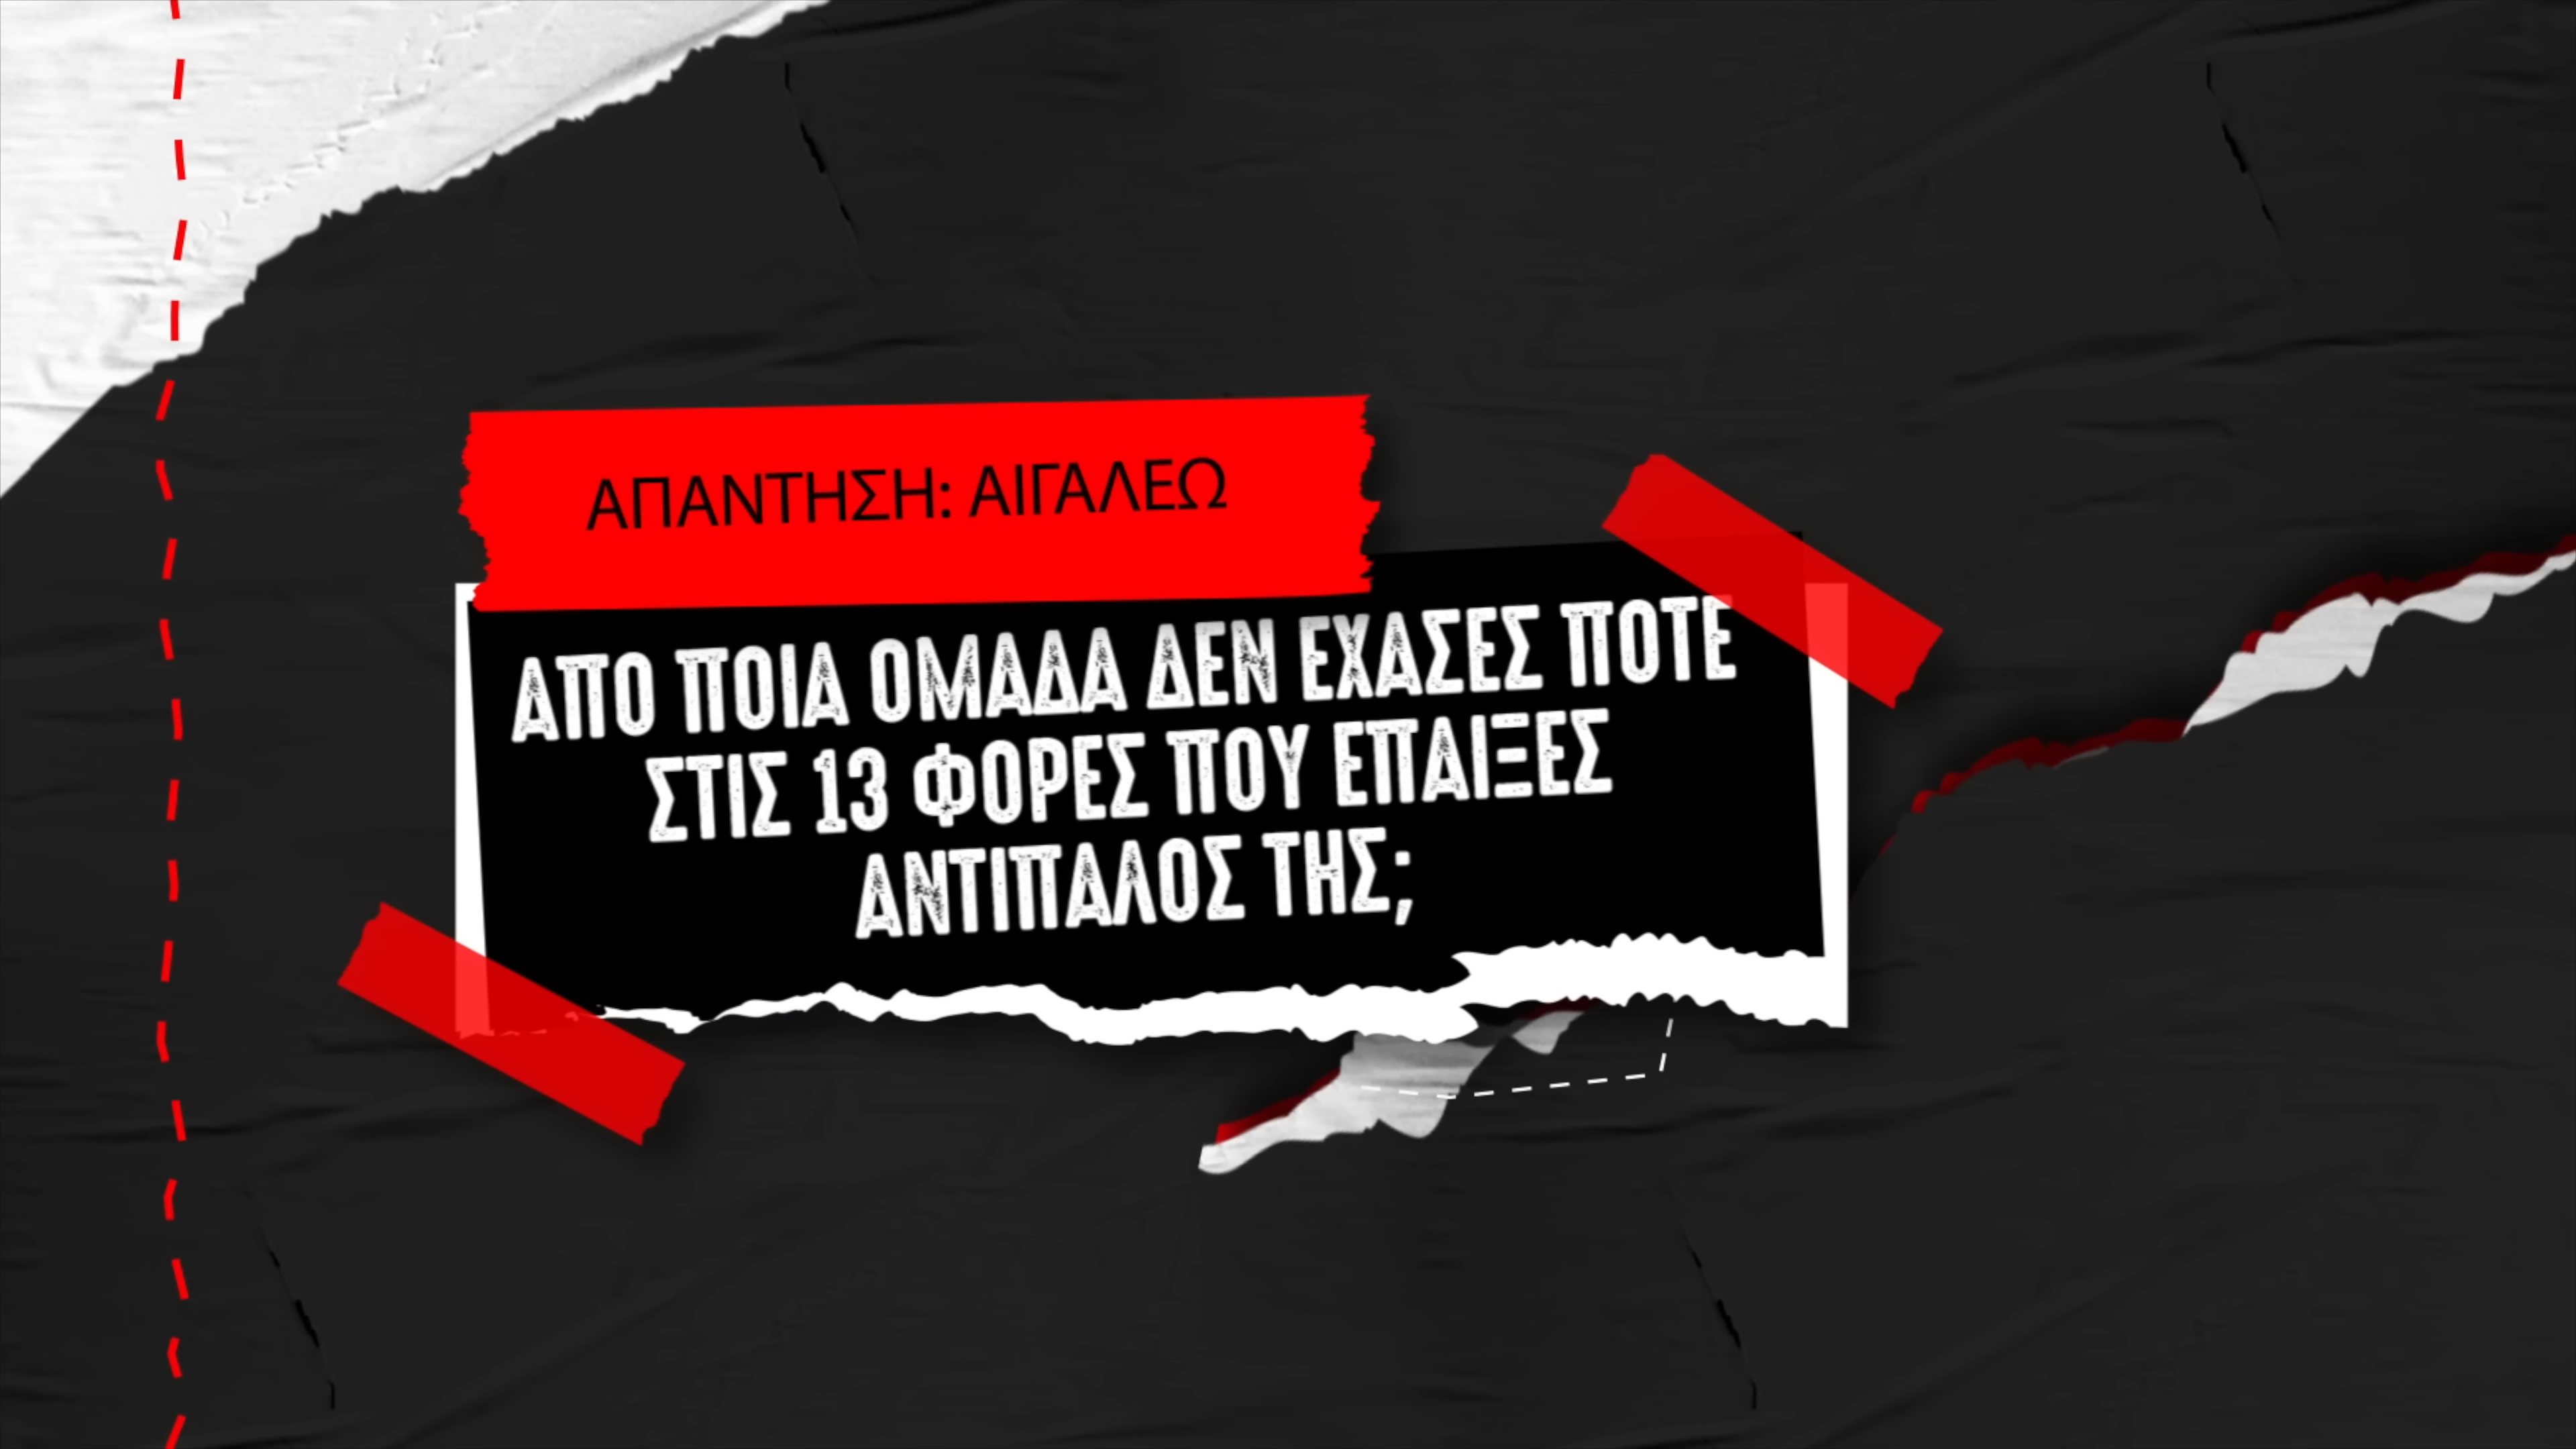 ΑΠΑΝΤΗΣΗ: ΑΙΓΑΛΕΩ
ΑΠΟ ΠΟΙΑ ΟΜΑΔΑ ΔΕΝ ΕΧΑΣΕΣ ΠΟΤΕ
ΣΤΙΣ 13 ΦΟΡΕΣ ΠΟΥ ΕΠΑΙΞΕΣ
ΑΝΤΙΠΑΛΟΣ ΤΗΣ;